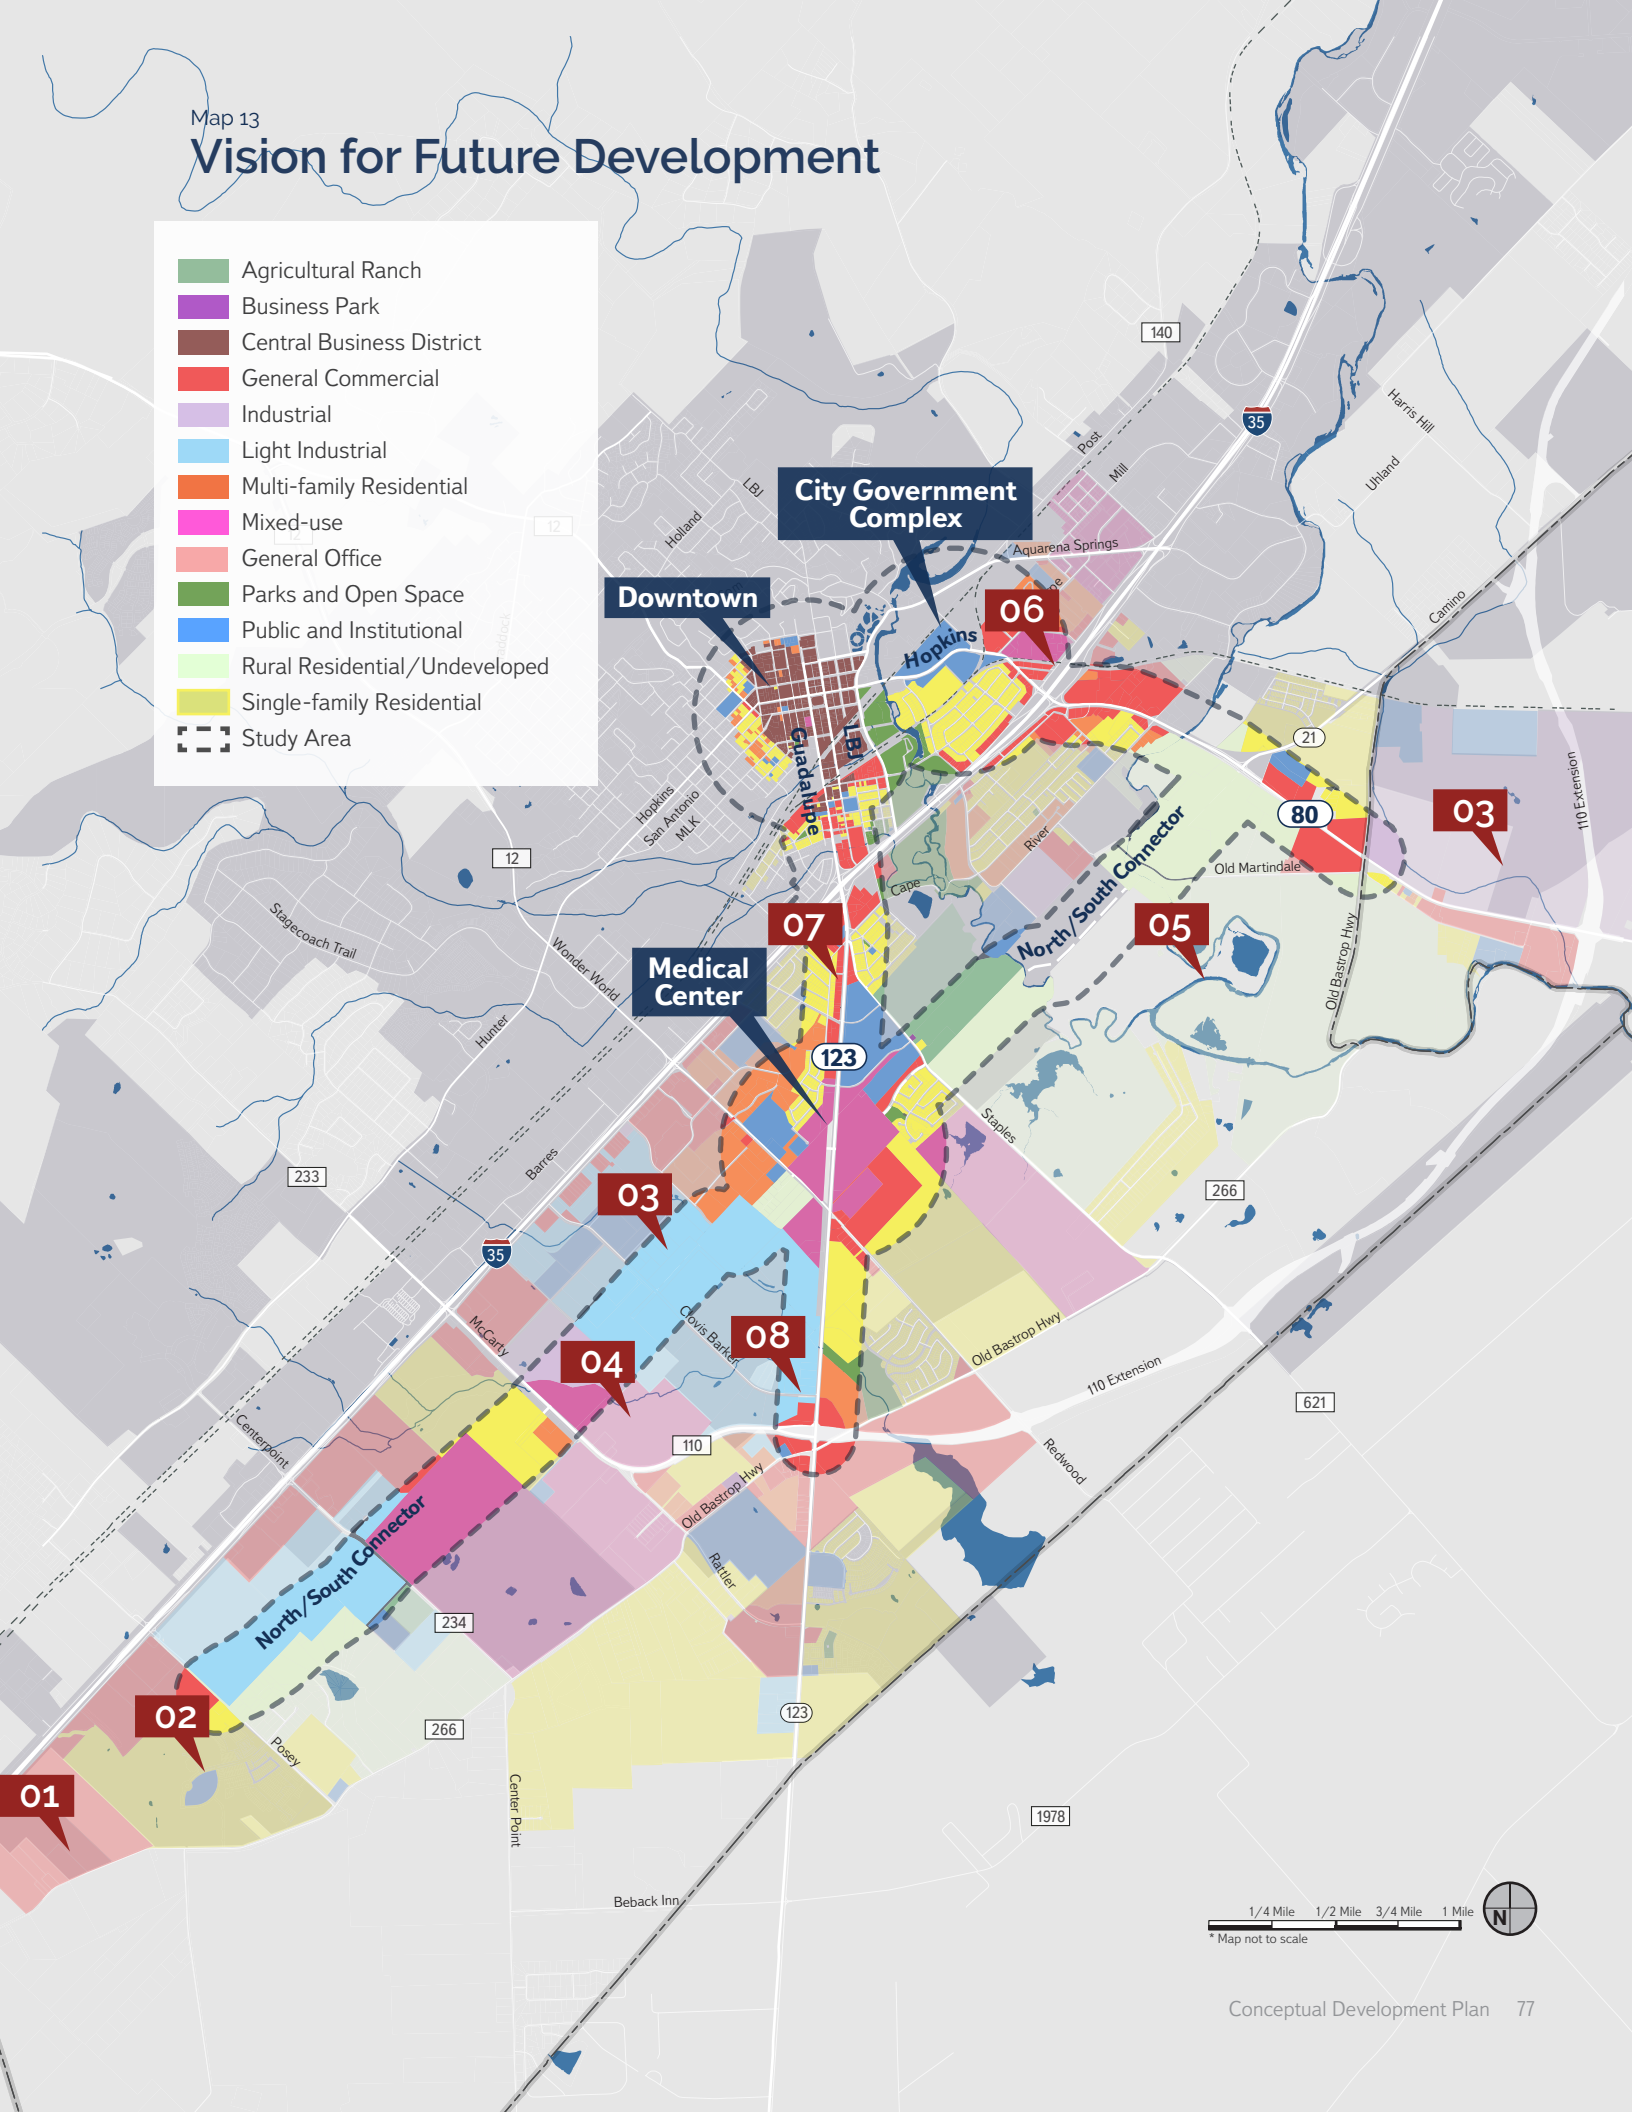 Map 13
Vision for Future Development
Agricultural Ranch
Business Park
Central Business District
General Commercial
Industrial
Light Industrial
Multi-family Residential
Mixed-use
General Office
Parks and Open Space
Public and Institutional
Rural Residential/Undeveloped
Single-family Residential
Study Area
140
35
Harris Hill
Uhland
Post
Mill
LBJ
Holland
12
12
City Government
Complex
Aquarena Springs
Downtown
06
Hopkins
Camino
21
110 Extension
80
03
Guadalupe
LBJ
Hopkins
San Antonio
MLK
12
River
North/South Connector
Old Martindale
Cape
07
05
Old Bastrop Hwy
Stagecoach Trail
Wonder World
Medical
Center
Hunter
123
Staples
233
Barres
03
266
35
McCarty
Clovis Barker
08
04
Old Bastrop Hwy
110 Extension
621
Centerpoint
110
Redwood
Old Bastrop Hwy
North/South Connector
Rattler
234
02
266
Posey
123
01
Center Point
1978
Beback Inn
1/4 Mile
1/2 Mile
3/4 Mile
1 Mile
N
* Map not to scale
Conceptual Development Plan
77